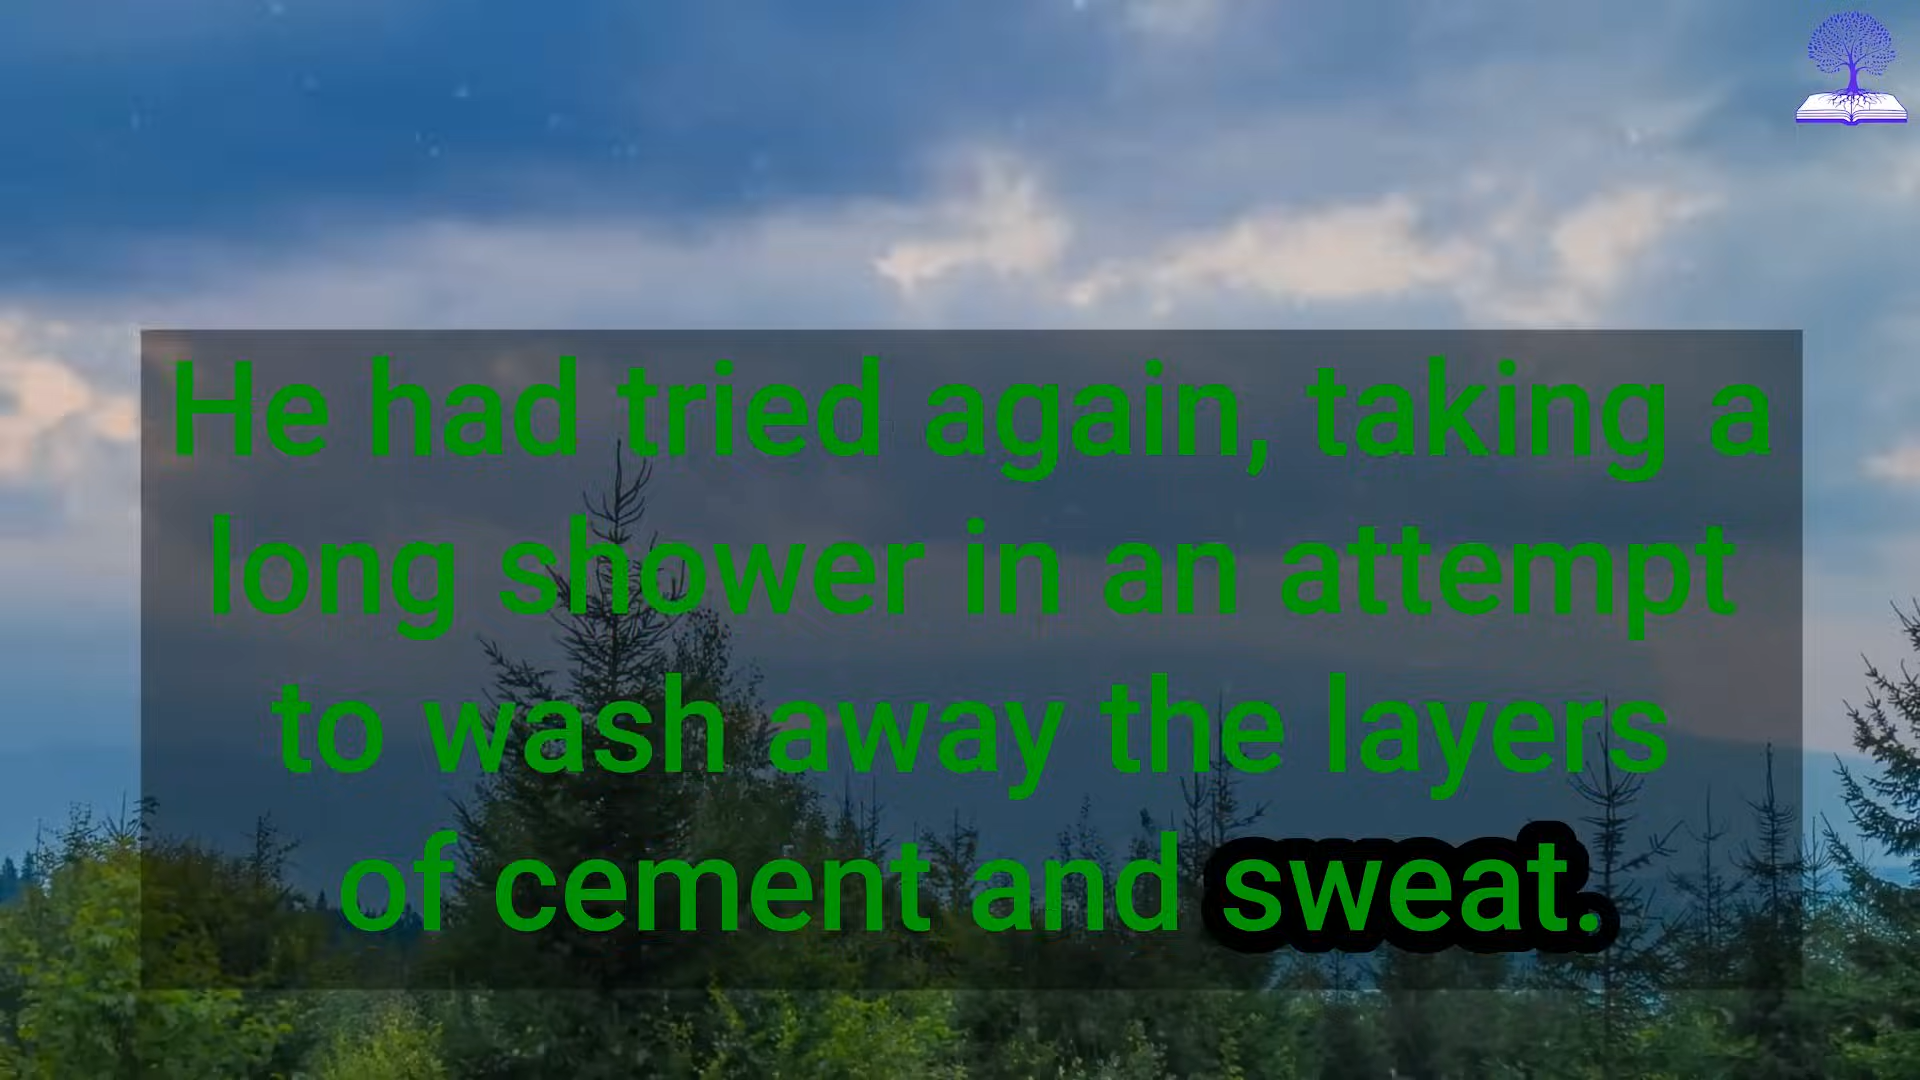 He had tried again, taking a
long shower in an attempt
to wash away the layers
of cement and sweat.